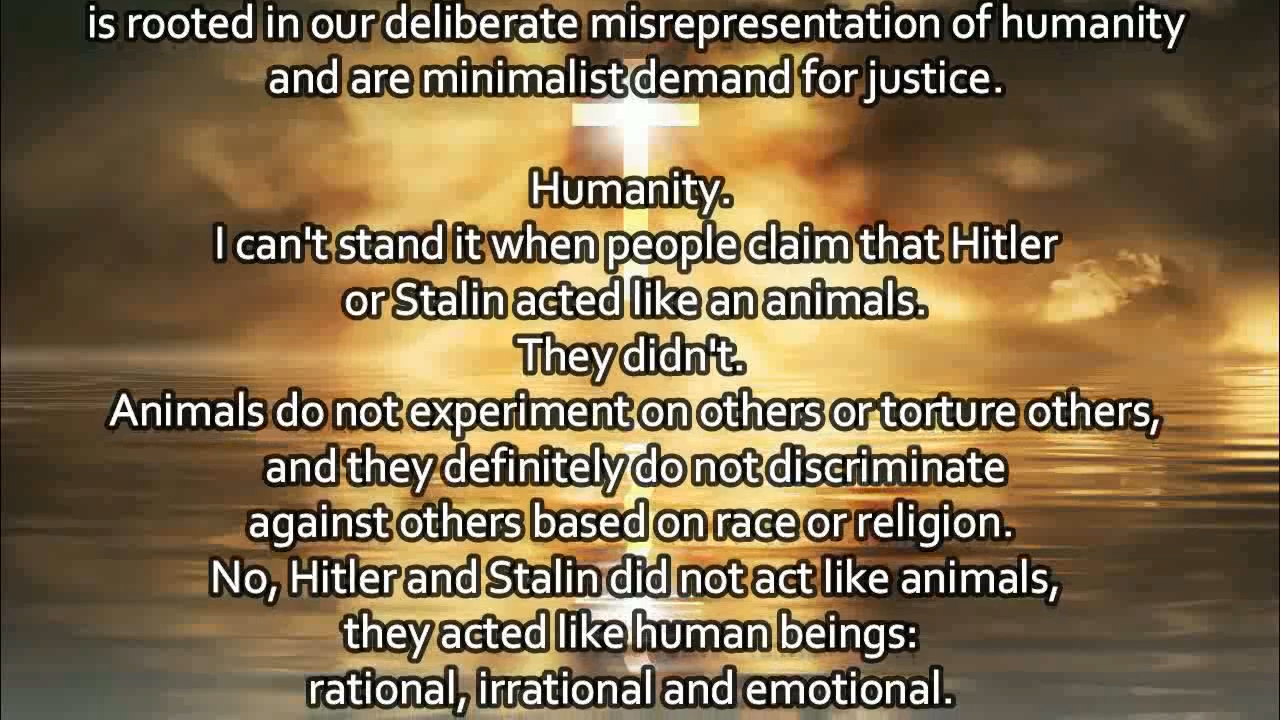 is rooted in our deliberate misrepresentation of humanity
and are minimalist demand for justice.
Humanity.
I can't stand it when people claim that Hitler
or Stalin acted like an animals.
They didn't.
Animals do not experiment on others or torture others,
and they definitely do not discriminate
against others based on race or religion.
No, Hitler and Stalin did not act like animals,
they acted like human beings:
rational, irrational and emotional.